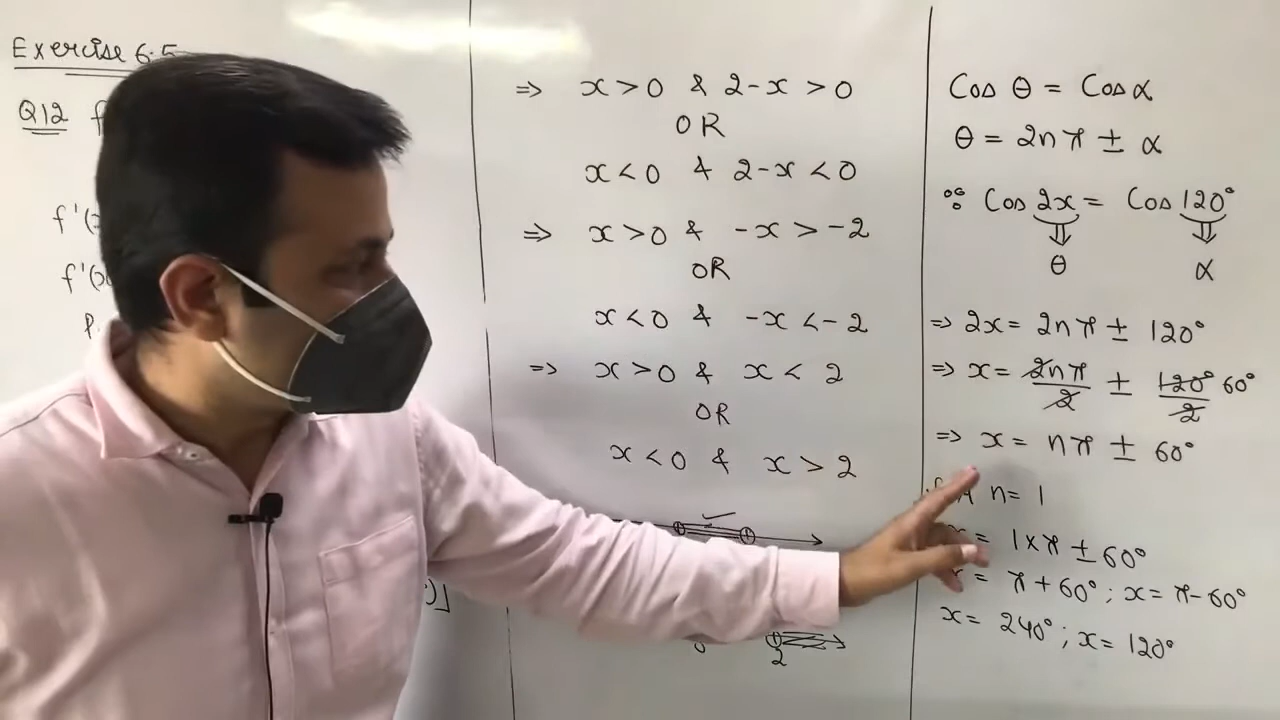 Exercise 6.5
Q12 f
f'(
f'(
⇒ x>0 & 2-x >0
OR
x<0 & 2-x <0
⇒ x>0 & -x > -2
OR
x<0 & -x <-2
⇒ x>0 & x < 2
OR
x<0 & x > 2
2
Cos θ = Cos α
θ = 2nπ ± α
∴ Cos 2x = Cos 120°
⇓ ⇓
θ α
⇒ 2x = 2nπ ± 120°
⇒ x = 2nπ/2 ± 120°/2 60°
⇒ x = nπ ± 60°
n = 1
= 1×π ± 60°
= π + 60° ; x = π - 60°
x = 240° ; x = 120°